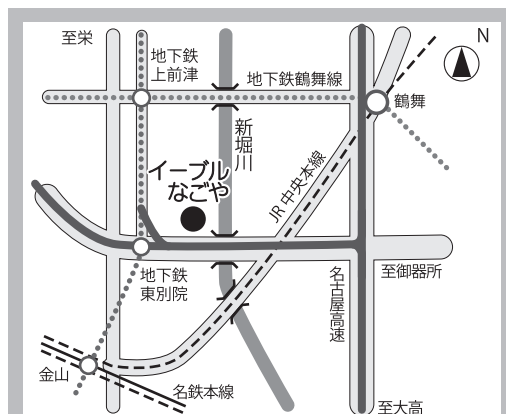 至栄
N
地下鉄
上前津
地下鉄鶴舞線
鶴舞
新堀川
イーブル
なごや
JR中央本線
地下鉄
東別院
名古屋高速
至御器所
金山
名鉄本線
至大高